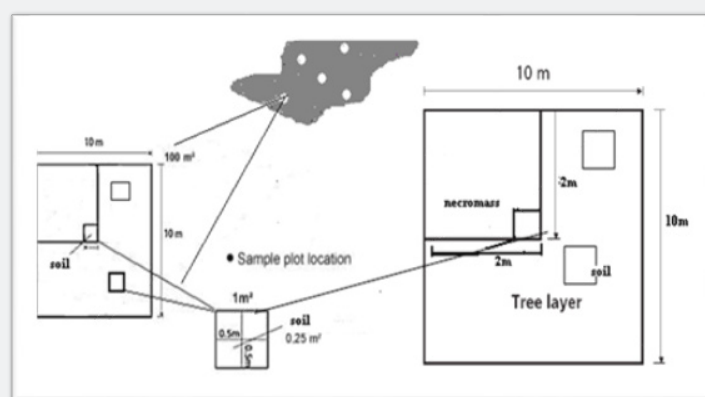 10 m
10m
100 m²
10 m
soil
Sample plot location
1m²
soil
0.5m
0.5m
0.25 m²
10 m
2m
necromass
2m
10m
soil
Tree layer